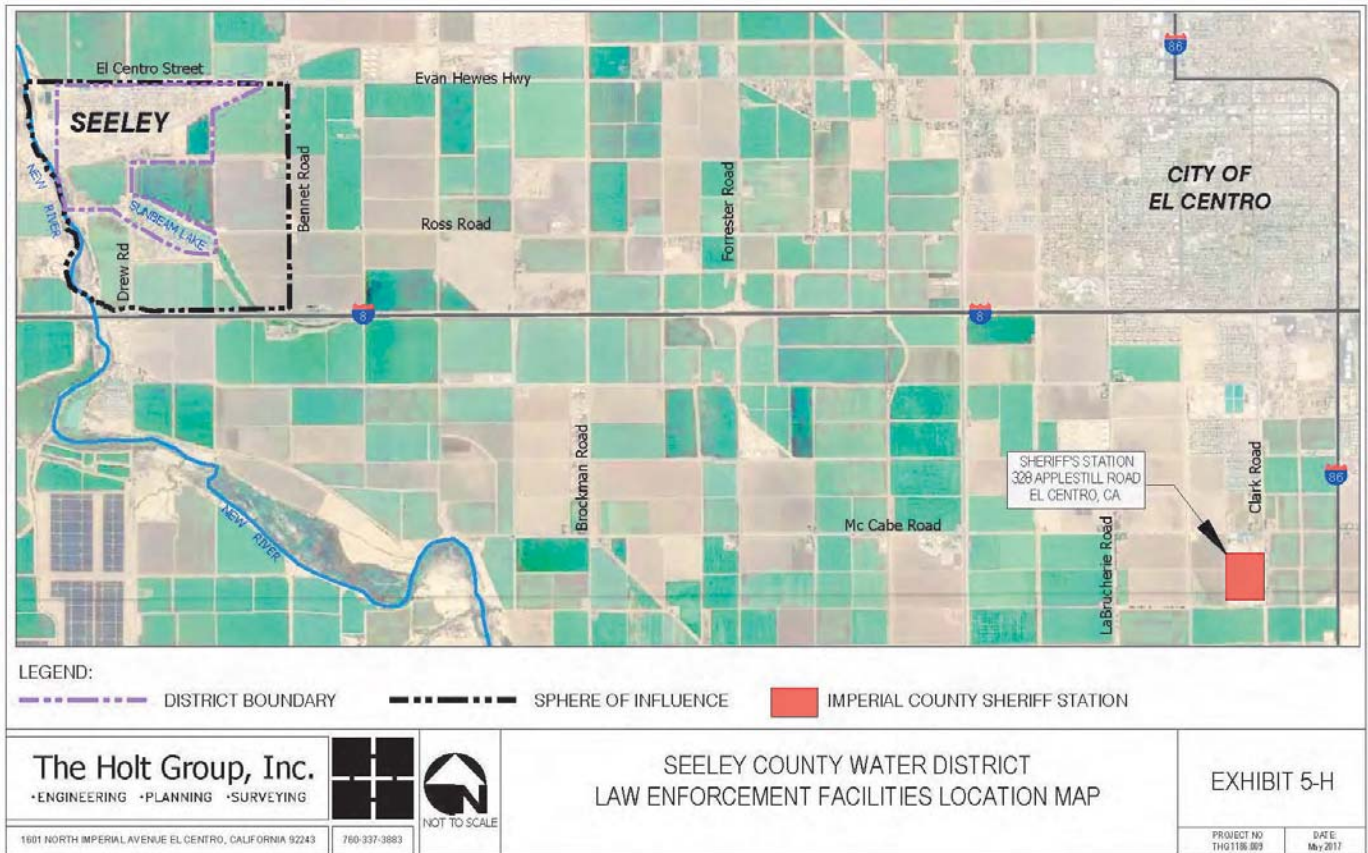 El Centro Street
Evan Hewes Hwy
86
SEELEY
NEW RIVER
SUNBEAM LAKE
Drew Rd
Bennet Road
Ross Road
Forrester Road
CITY OF
EL CENTRO
8
8
Brockman Road
NEW RIVER
Mc Cabe Road
SHERIFF'S STATION
328 APPLESTILL ROAD
EL CENTRO, CA
LaBrucherie Road
Clark Road
86
LEGEND:
DISTRICT BOUNDARY
SPHERE OF INFLUENCE
IMPERIAL COUNTY SHERIFF STATION
The Holt Group, Inc.
•ENGINEERING •PLANNING •SURVEYING
1601 NORTH IMPERIAL AVENUE EL CENTRO, CALIFORNIA 92243
760-337-3883
N
NOT TO SCALE
SEELEY COUNTY WATER DISTRICT
LAW ENFORCEMENT FACILITIES LOCATION MAP
EXHIBIT 5-H
PROJECT NO
THG1186.009
DATE:
May 2017